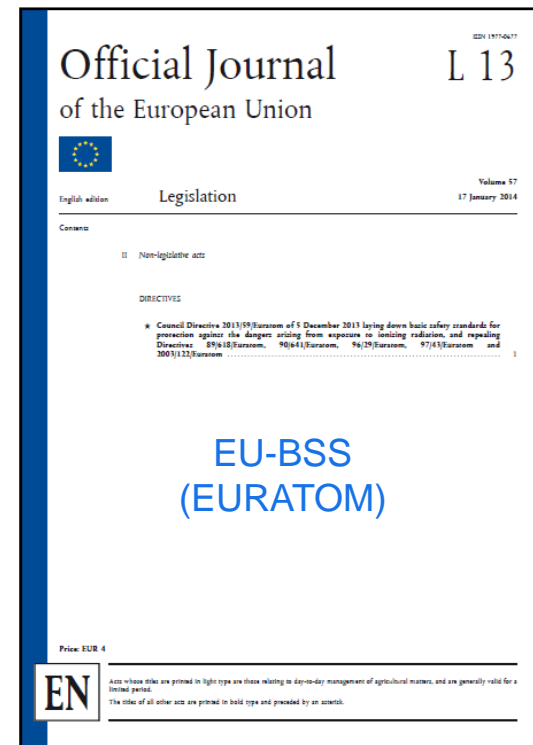 ISSN 1977-0677
Official Journal
L 13
of the European Union
Volume 57
English edition
Legislation
17 January 2014
Contents
II Non-legislative acts
DIRECTIVES
★ Council Directive 2013/59/Euratom of 5 December 2013 laying down basic safety standards for
protection against the dangers arising from exposure to ionizing radiation, and repealing
Directives 89/618/Euratom, 90/641/Euratom, 96/29/Euratom, 97/43/Euratom and
2003/122/Euratom ........................................................ 1
EU-BSS
(EURATOM)
Price: EUR 4
EN
Acts whose titles are printed in light type are those relating to day-to-day management of agricultural matters, and are generally valid for a
limited period.
The titles of all other acts are printed in bold type and preceded by an asterisk.